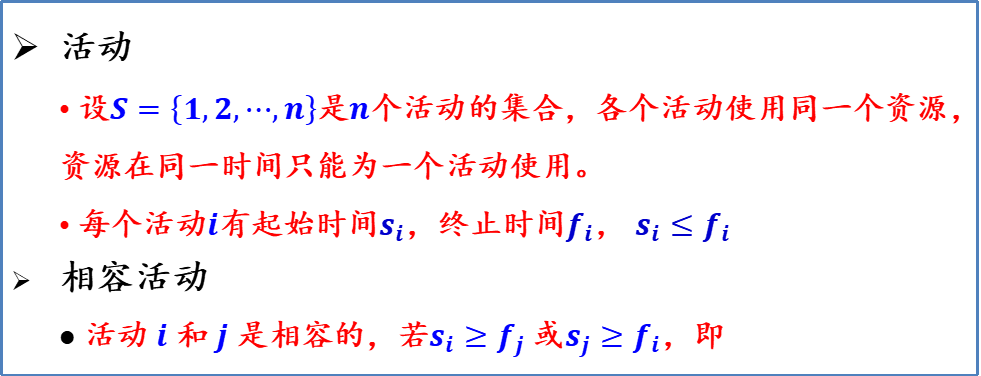 ➢ 活动
• 设S = {1, 2, ⋯, n}是n个活动的集合，各个活动使用同一个资源，
资源在同一时间只能为一个活动使用。
• 每个活动i有起始时间sᵢ，终止时间fᵢ， sᵢ ≤ fᵢ
➢ 相容活动
● 活动 i 和 j 是相容的，若sᵢ ≥ fⱼ 或sⱼ ≥ fᵢ，即